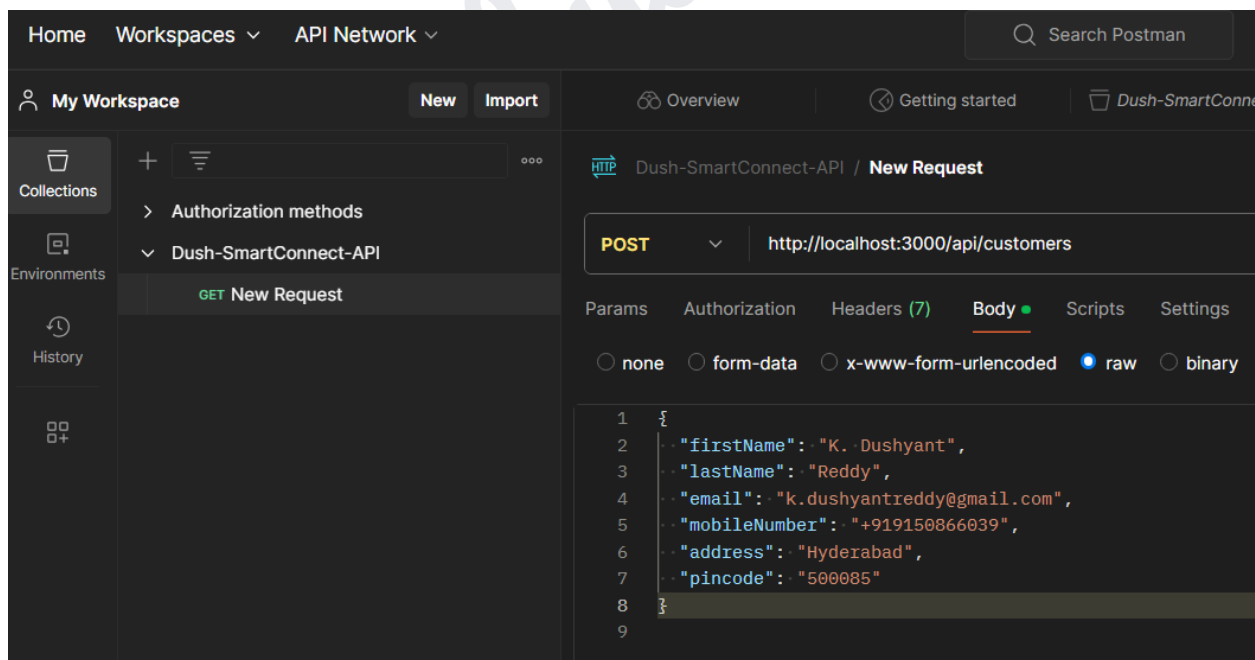 Home Workspaces API Network Search Postman
My Workspace New Import Overview Getting started Dush-SmartConne
Collections
Environments
History
Authorization methods
Dush-SmartConnect-API
GET New Request
HTTP Dush-SmartConnect-API / New Request
POST http://localhost:3000/api/customers
Params Authorization Headers (7) Body Scripts Settings
none form-data x-www-form-urlencoded raw binary
1 {
2 "firstName": "K. Dushyant",
3 "lastName": "Reddy",
4 "email": "k.dushyantreddy@gmail.com",
5 "mobileNumber": "+919150866039",
6 "address": "Hyderabad",
7 "pincode": "500085"
8 }
9